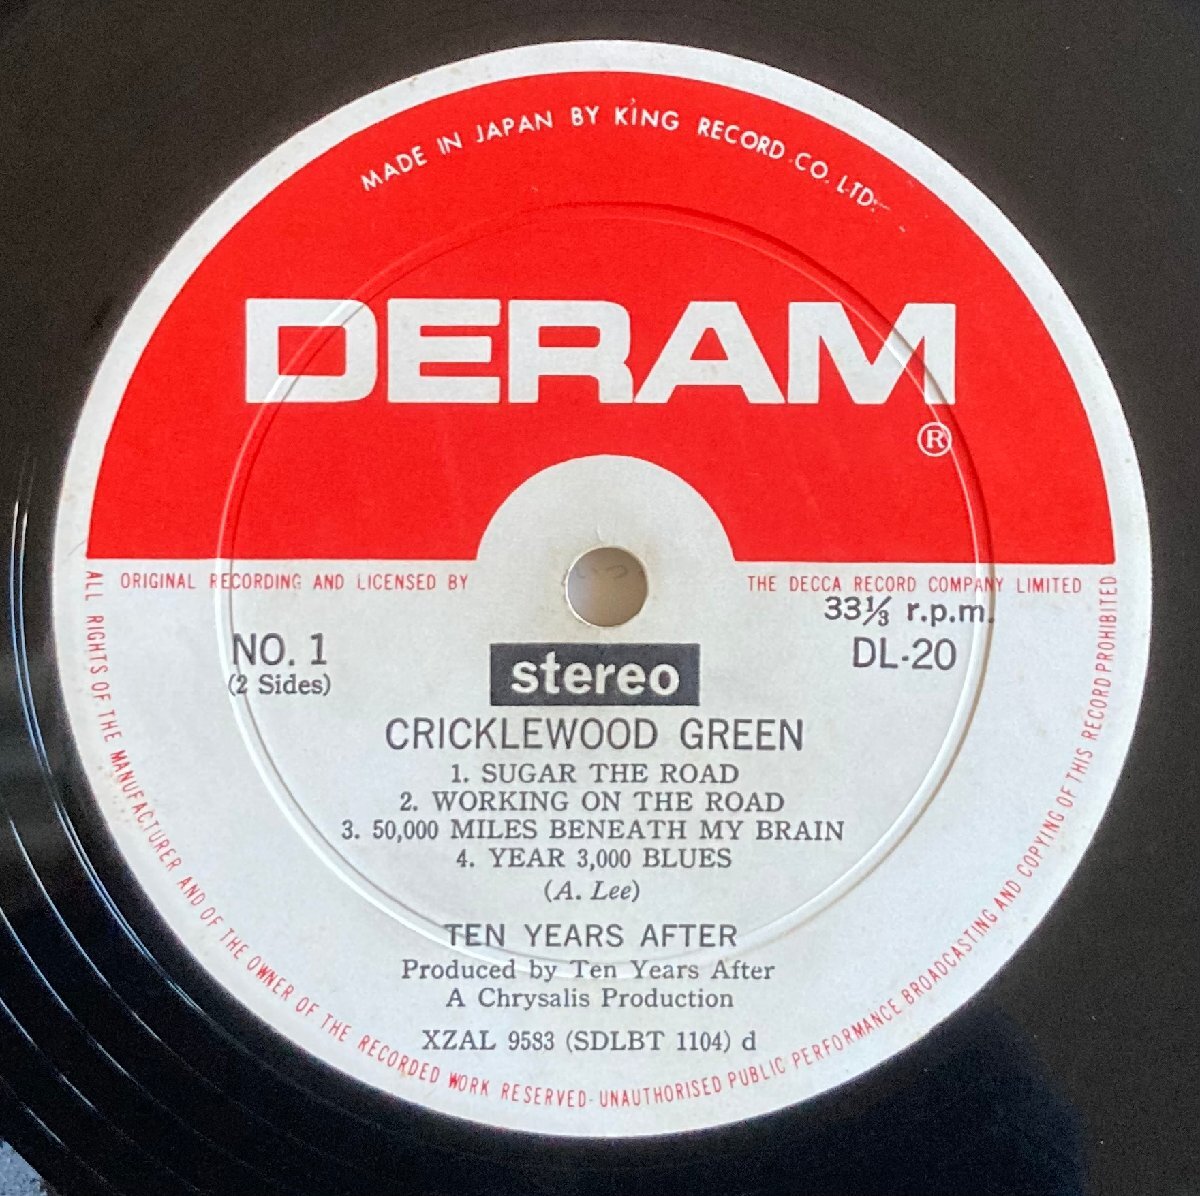 MADE IN JAPAN BY KING RECORD CO. LTD.
DERAM
®
ORIGINAL RECORDING AND LICENSED BY THE DECCA RECORD COMPANY LIMITED
33⅓ r.p.m.
NO. 1
(2 Sides)
stereo
DL-20
CRICKLEWOOD GREEN
1. SUGAR THE ROAD
2. WORKING ON THE ROAD
3. 50,000 MILES BENEATH MY BRAIN
4. YEAR 3,000 BLUES
(A. Lee)
TEN YEARS AFTER
Produced by Ten Years After
A Chrysalis Production
XZAL 9583 (SDLBT 1104) d
ALL RIGHTS OF THE MANUFACTURER AND OF THE OWNER OF THE RECORDED WORK RESERVED-UNAUTHORISED PUBLIC PERFORMANCE BROADCASTING AND COPYING OF THIS RECORD PROHIBITED